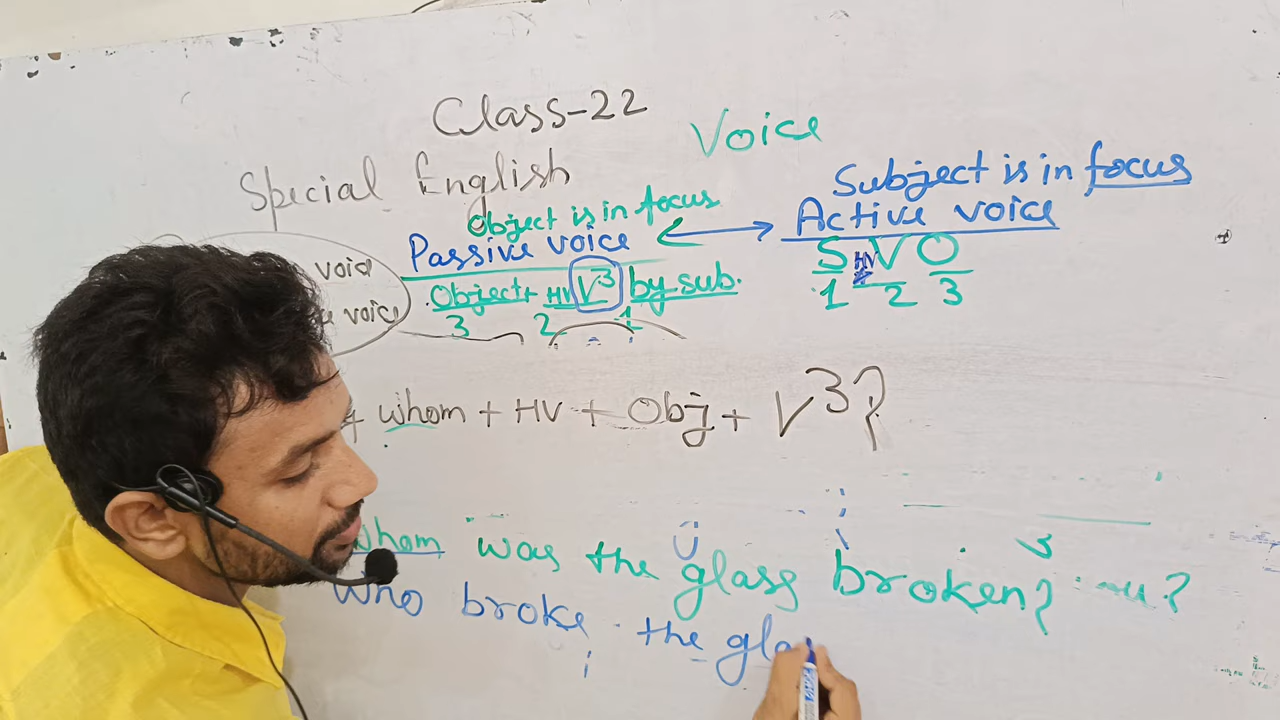 Class-22
Voice
Special English
Subject is in focus
Object is in focus
Active voice
Passive voice
S HV V O
1 2 3
Object + HV V³ by sub.
3 2 1
voice
voice
+ whom + HV + Obj + V³?
whom was the glass broken?
who broke the gla